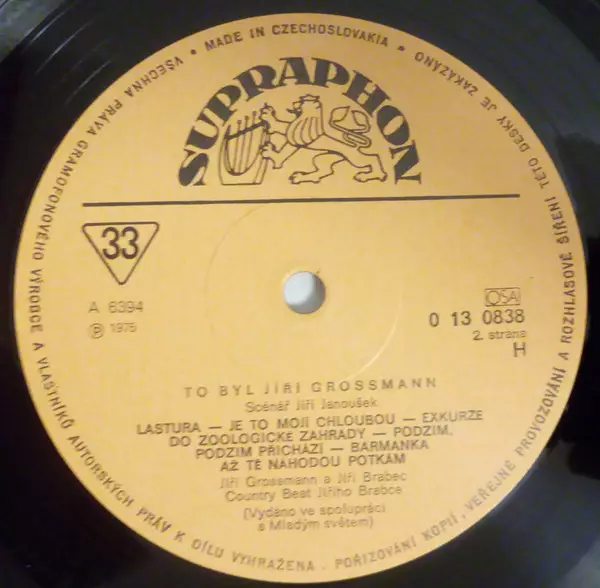 VŠECHNA PRÁVA GRAMOFONOVÉHO VÝROBCE A VLASTNÍKŮ AUTORSKÝCH PRÁV K DÍLU VYHRAŽENA • POŘIZOVÁNÍ KOPIÍ, VEŘEJNÉ PROVOZOVÁNÍ A ROZHLASOVÉ ŠÍŘENÍ TÉTO DESKY JE ZAKÁZÁNO • MADE IN CZECHOSLOVAKIA •
SUPRAPHON
33
A 6394
Ⓟ 1975
OSA
0 13 0838
2. strana
H
TO BYL JIŘÍ GROSSMANN
Scénář Jiří Janoušek
LASTURA — JE TO MOJÍ CHLOUBOU — EXKURZE
DO ZOOLOGICKÉ ZAHRADY — PODZIM,
PODZIM PŘICHÁZÍ — BARMANKA
AŽ TĚ NÁHODOU POTKÁM
Jiří Grossmann a Jiří Brabec
Country Beat Jiřího Brabce
(Vydáno ve spolupráci
s Mladým světem)